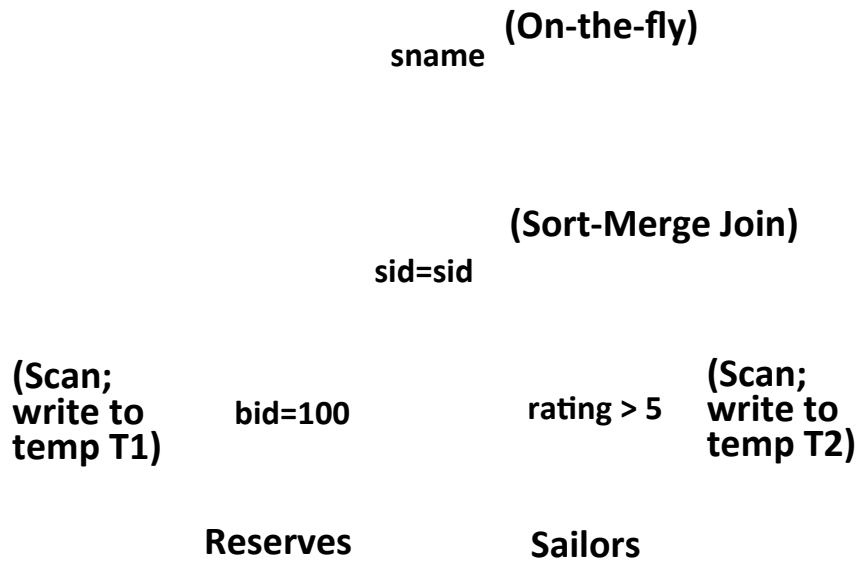 (On-the-fly)
sname
(Sort-Merge Join)
sid=sid
(Scan;
write to
temp T1)
bid=100
rating > 5
(Scan;
write to
temp T2)
Reserves
Sailors